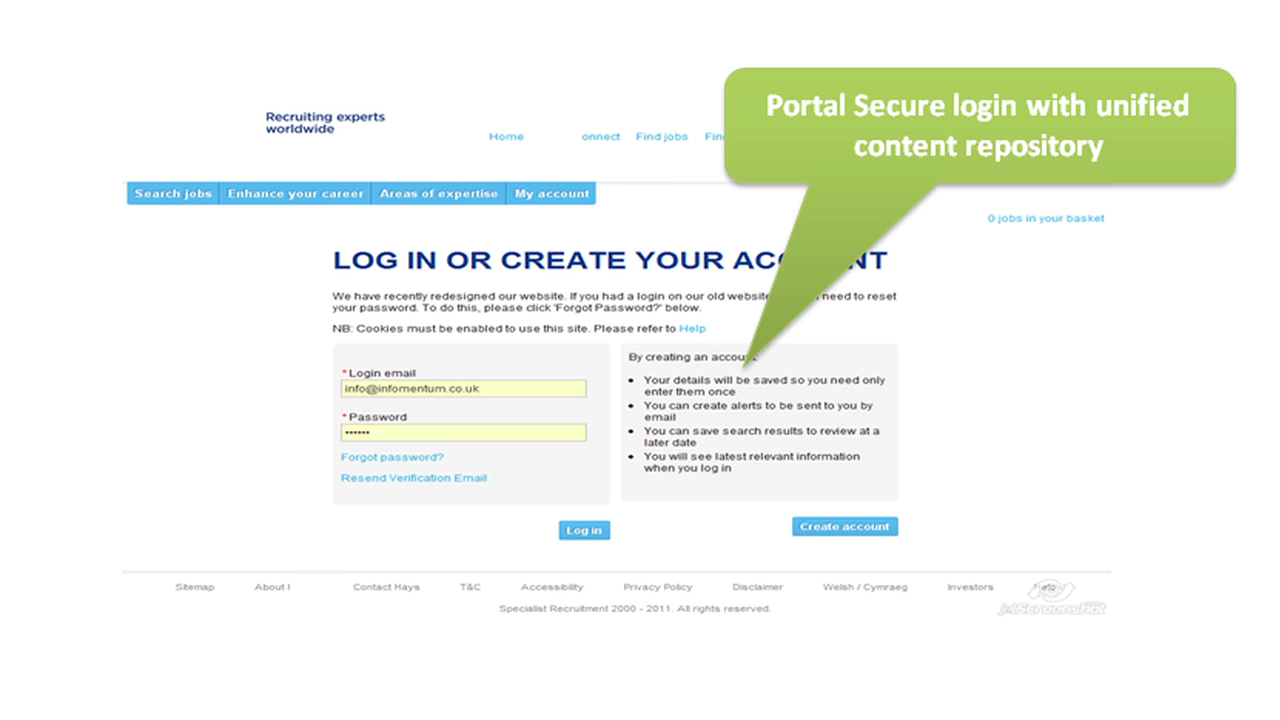 Portal Secure login with unified
content repository
Recruiting experts
worldwide
Home onnect Find jobs Fin
Search jobs Enhance your career Areas of expertise My account
0 jobs in your basket
LOG IN OR CREATE YOUR AC NT
We have recently redesigned our website. If you had a login on our old website need to reset
your password. To do this, please click 'Forgot Password?' below.
NB: Cookies must be enabled to use this site. Please refer to Help
*Login email
info@infomentum.co.uk
*Password
••••••
Forgot password?
Resend Verification Email
Log in
By creating an accou
• Your details will be saved so you need only
enter them once
• You can create alerts to be sent to you by
email
• You can save search results to review at a
later date
• You will see latest relevant information
when you log in
Create account
Sitemap About Contact Hays T&C Accessibility Privacy Policy Disclaimer Welsh / Cymraeg Investors
Specialist Recruitment 2000 - 2011. All rights reserved.